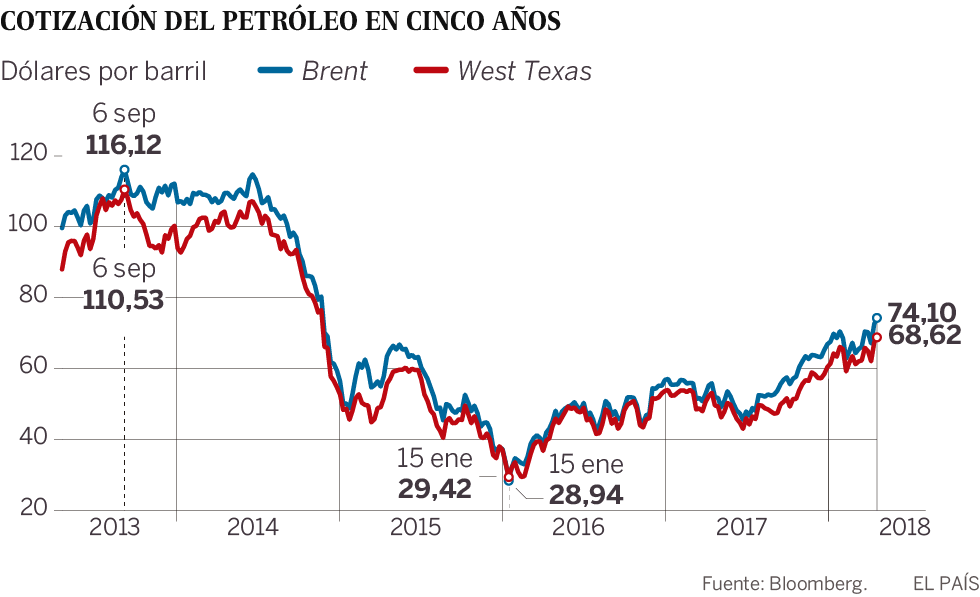 COTIZACIÓN DEL PETRÓLEO EN CINCO AÑOS
Dólares por barril
Brent
West Texas
6 sep
116,12
120
100
80
60
40
20
6 sep
110,53
74,10
68,62
15 ene
29,42
15 ene
28,94
2013
2014
2015
2016
2017
2018
Fuente: Bloomberg.
EL PAÍS